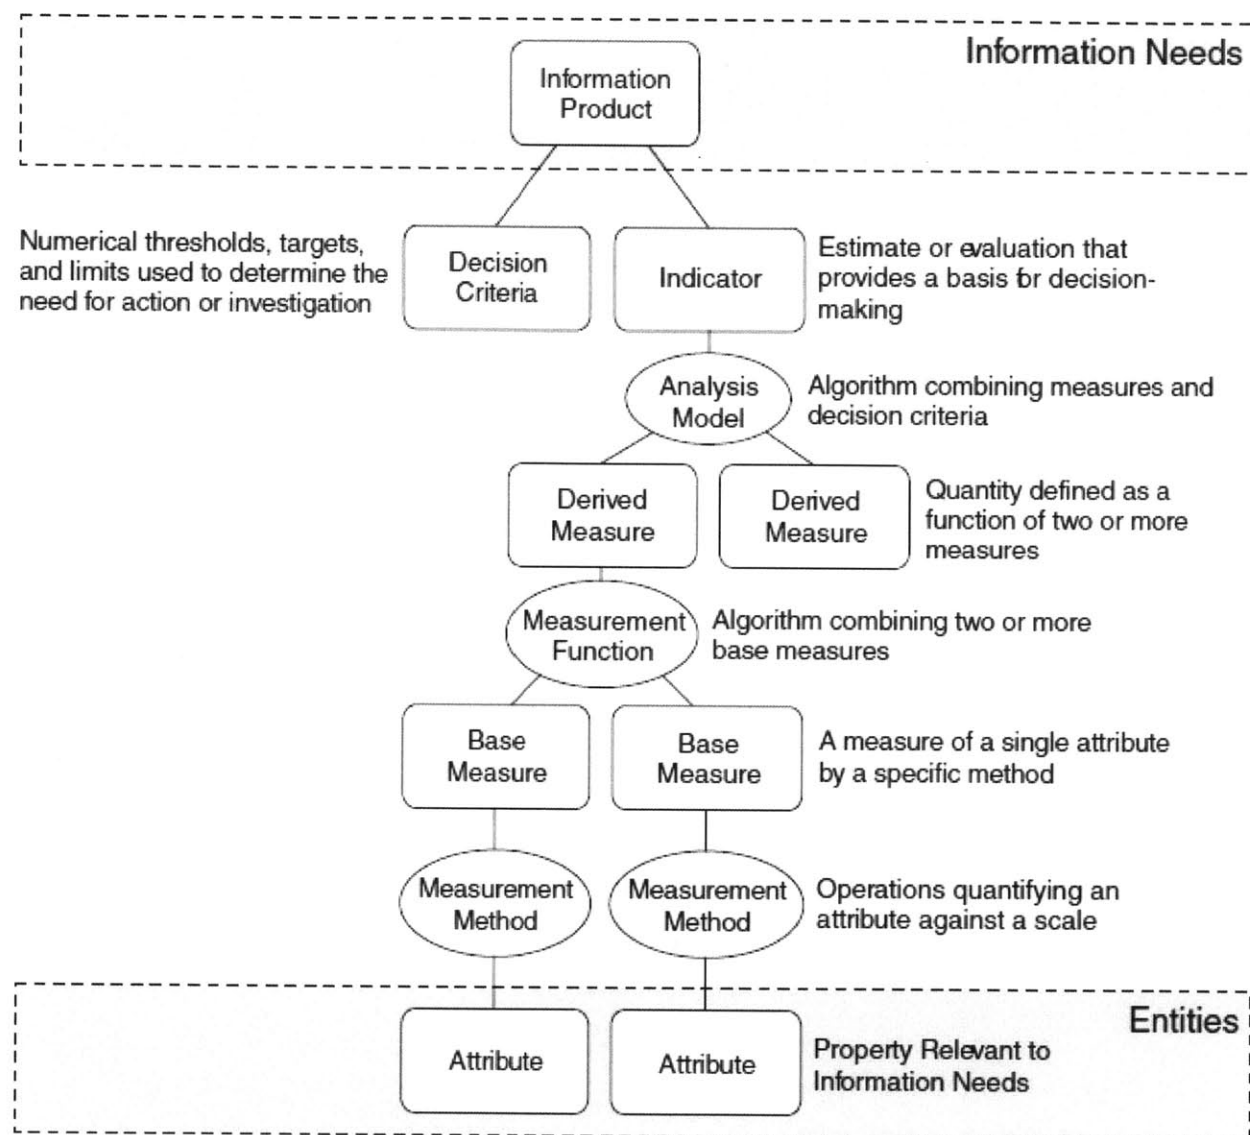 Information Needs
Information
Product
Numerical thresholds, targets,
and limits used to determine the
need for action or investigation
Decision
Criteria
Indicator
Estimate or evaluation that
provides a basis for decision-
making
Analysis
Model
Algorithm combining measures and
decision criteria
Derived
Measure
Derived
Measure
Quantity defined as a
function of two or more
measures
Measurement
Function
Algorithm combining two or more
base measures
Base
Measure
Base
Measure
A measure of a single attribute
by a specific method
Measurement
Method
Measurement
Method
Operations quantifying an
attribute against a scale
Entities
Attribute
Attribute
Property Relevant to
Information Needs